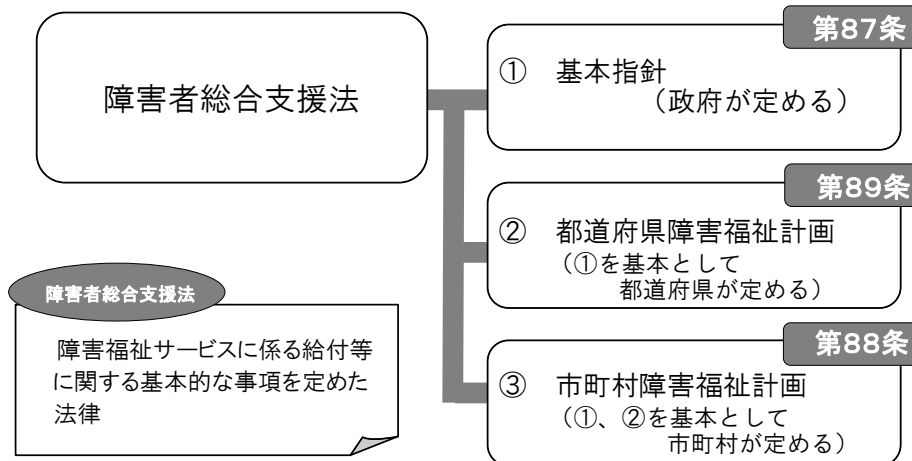 障害者総合支援法
第87条
① 基本指針
（政府が定める）
第89条
② 都道府県障害福祉計画
（①を基本として
都道府県が定める）
第88条
③ 市町村障害福祉計画
（①、②を基本として
市町村が定める）
障害者総合支援法
障害福祉サービスに係る給付等
に関する基本的な事項を定めた
法律